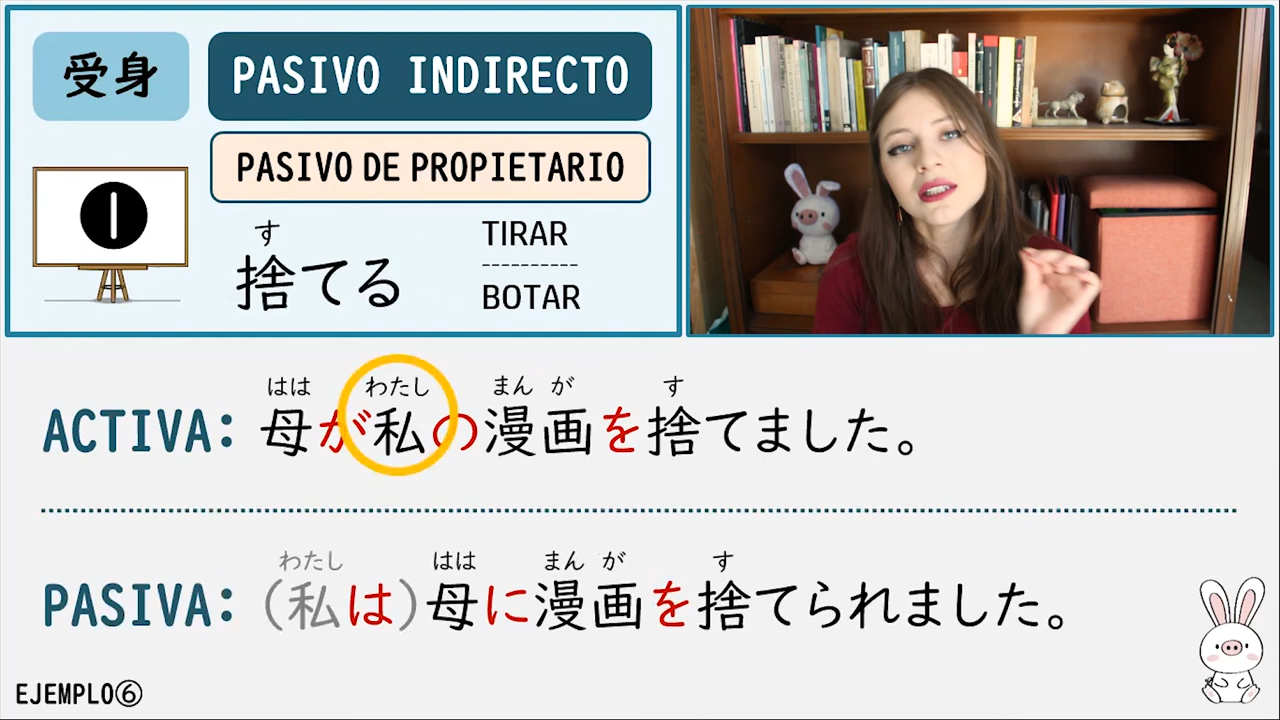 受身
PASIVO INDIRECTO
PASIVO DE PROPIETARIO
I
す
捨てる
TIRAR
BOTAR
はは わたし まん が す
ACTIVA: 母が私の漫画を捨てました。
わたし はは まん が す
PASIVA: (私は)母に漫画を捨てられました。
EJEMPLO⑥